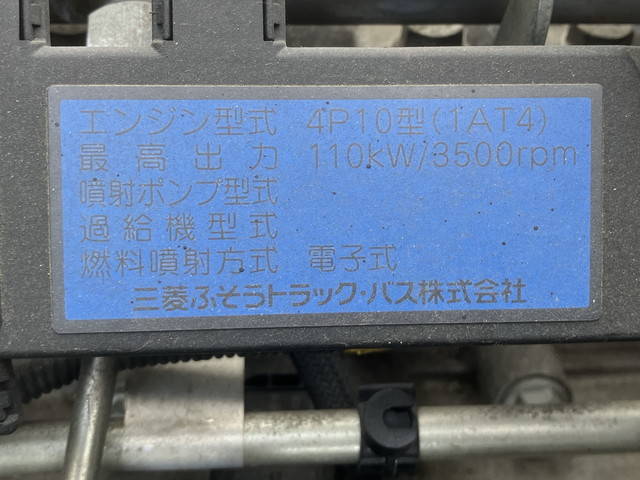 エンジン型式 4P10型(1AT4)
最高出力 110kW/3500rpm
噴射ポンプ型式
過給機型式
燃料噴射方式 電子式
三菱ふそうトラック・バス株式会社